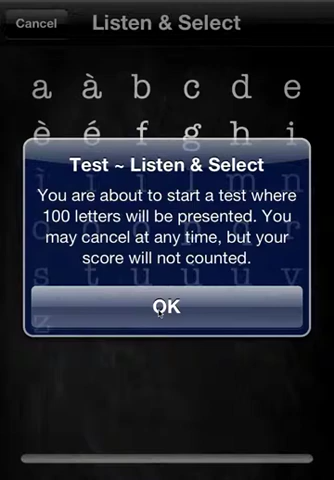 Cancel Listen & Select
a à b c d e
è é f g h i
Test ~ Listen & Select
You are about to start a test where
100 letters will be presented. You
may cancel at any time, but your
score will not counted.
OK
s t u ù v
z